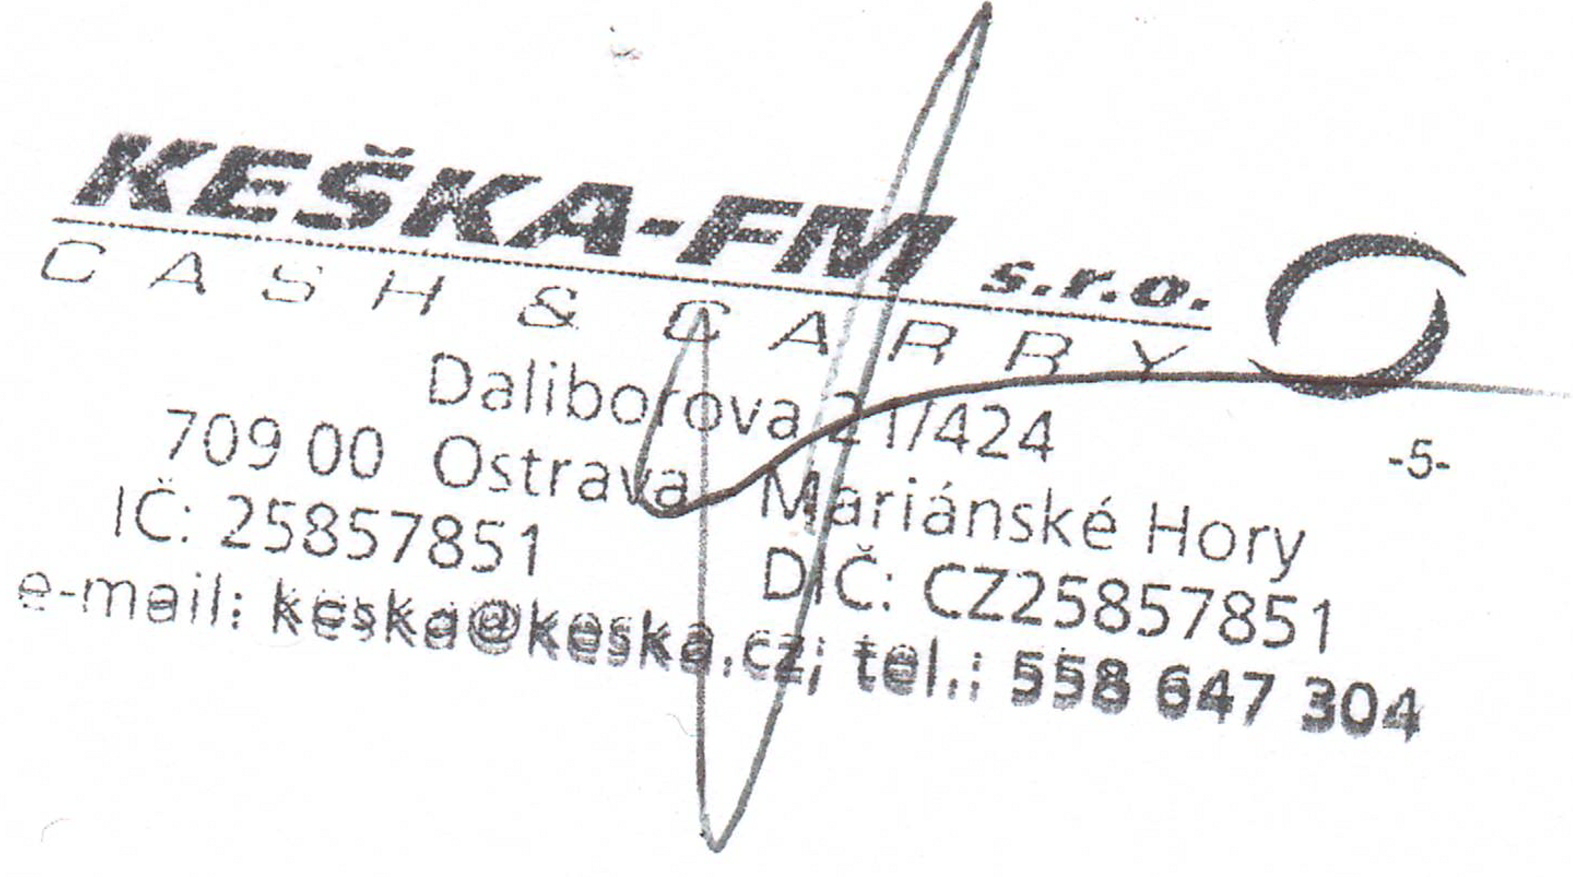 KEŠKA-FM s.r.o.
CASH & CARRY
Daliborova 21/424
709 00 Ostrava Mariánské Hory
-5-
IČ: 25857851 DIČ: CZ25857851
e-mail: keska@keska.cz; tel.: 558 647 304